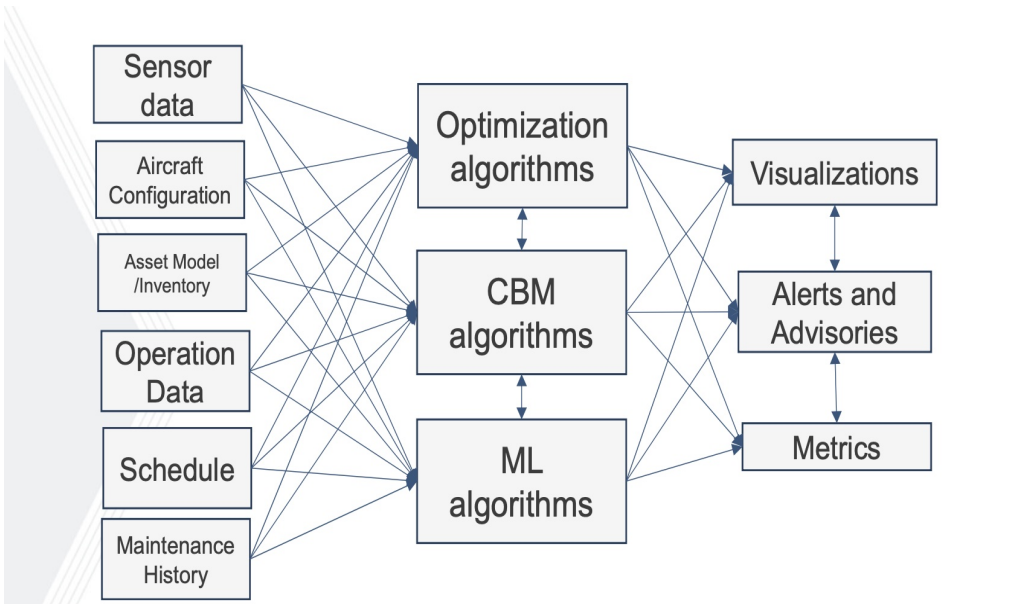 Sensor
data
Aircraft
Configuration
Asset Model
/Inventory
Operation
Data
Schedule
Maintenance
History
Optimization
algorithms
CBM
algorithms
ML
algorithms
Visualizations
Alerts and
Advisories
Metrics